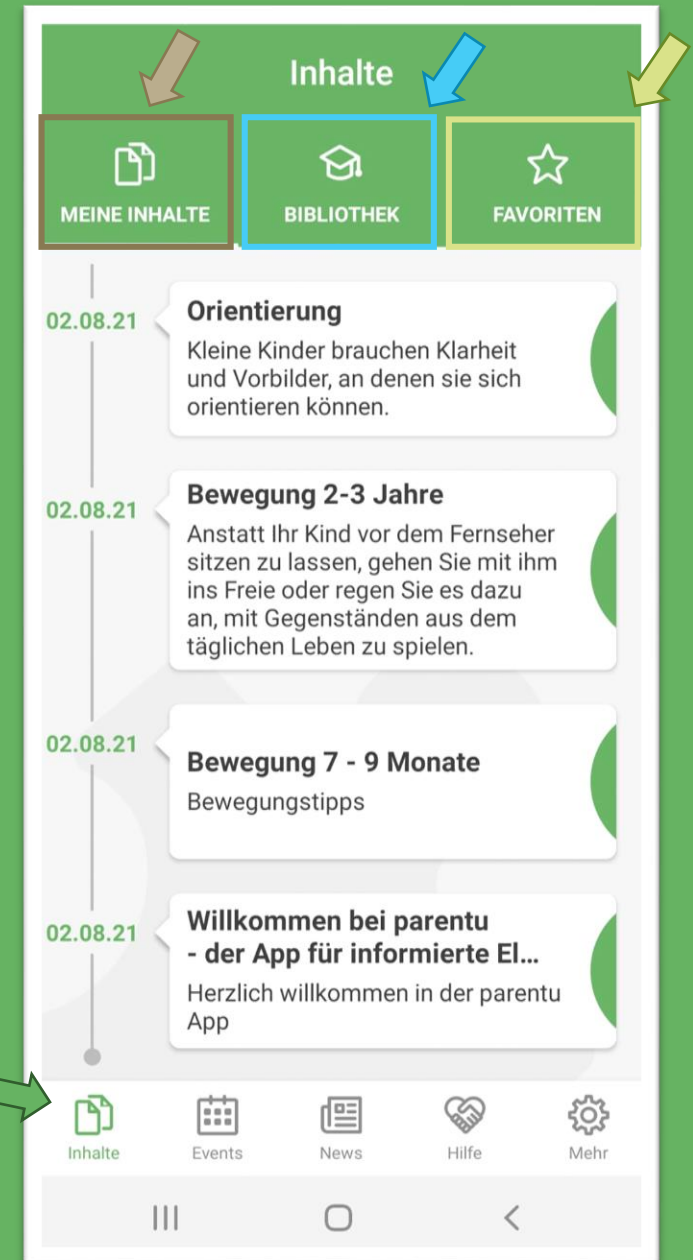 Inhalte
MEINE INHALTE
BIBLIOTHEK
FAVORITEN
02.08.21
Orientierung
Kleine Kinder brauchen Klarheit
und Vorbilder, an denen sie sich
orientieren können.
02.08.21
Bewegung 2-3 Jahre
Anstatt Ihr Kind vor dem Fernseher
sitzen zu lassen, gehen Sie mit ihm
ins Freie oder regen Sie es dazu
an, mit Gegenständen aus dem
täglichen Leben zu spielen.
02.08.21
Bewegung 7 - 9 Monate
Bewegungstipps
02.08.21
Willkommen bei parentu
- der App für informierte El...
Herzlich willkommen in der parentu
App
Inhalte
Events
News
Hilfe
Mehr